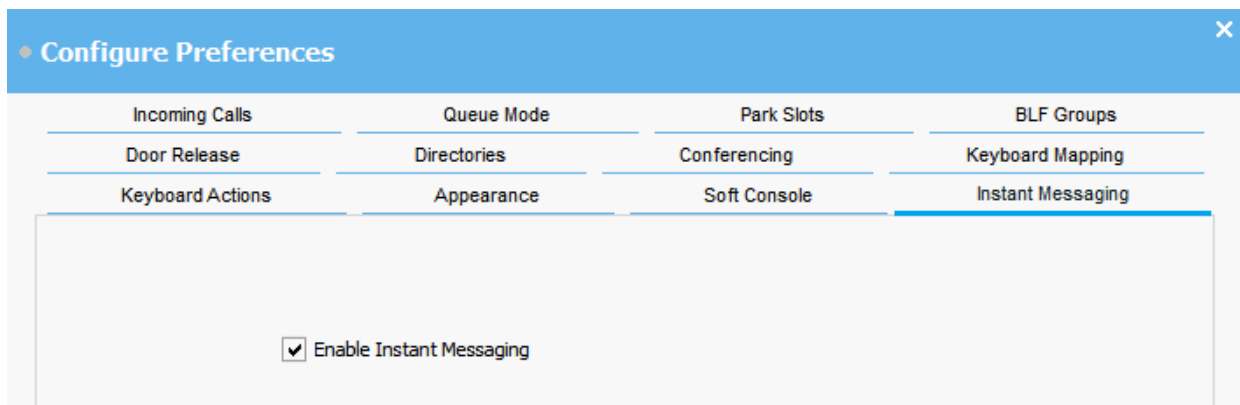 Configure Preferences
Incoming Calls Queue Mode Park Slots BLF Groups
Door Release Directories Conferencing Keyboard Mapping
Keyboard Actions Appearance Soft Console Instant Messaging
Enable Instant Messaging